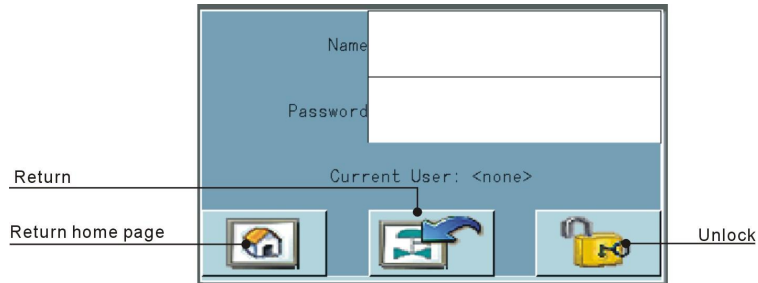 Name
Password
Current User: <none>
Return
Return home page
Unlock